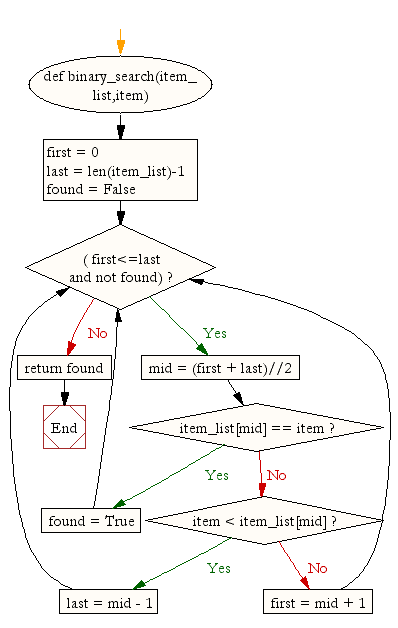 def binary_search(item_
list,item)
first = 0
last = len(item_list)-1
found = False
( first<=last
and not found) ?
No
Yes
return found
mid = (first + last)//2
End
item_list[mid] == item ?
Yes
No
found = True
item < item_list[mid] ?
Yes
No
last = mid - 1
first = mid + 1